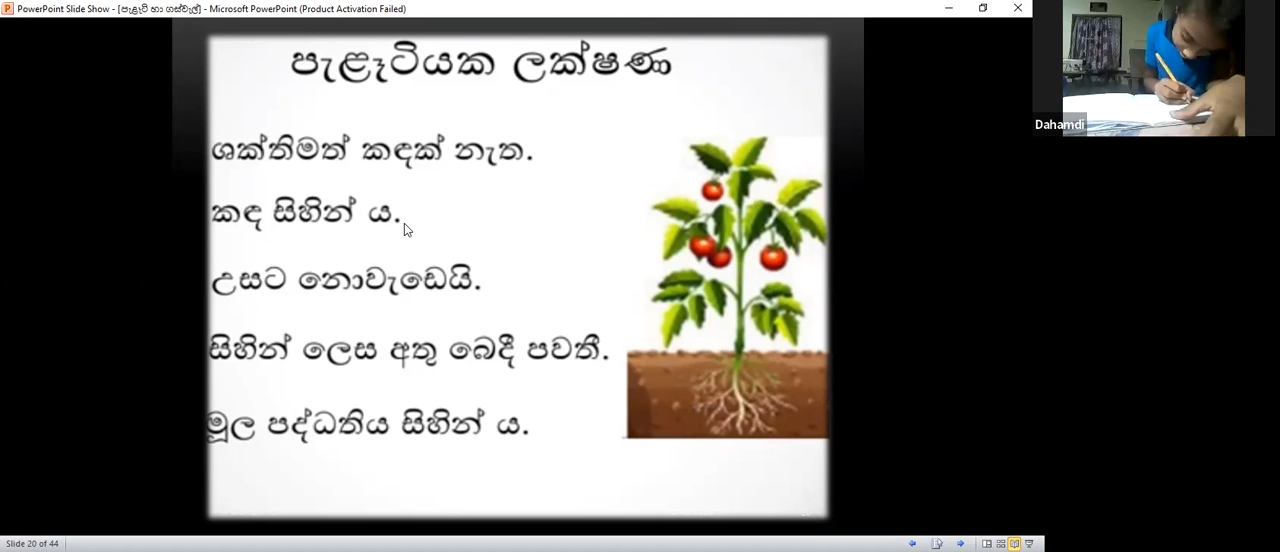 PowerPoint Slide Show - [පැළෑටි හා ගස්වැල්] - Microsoft PowerPoint (Product Activation Failed)
Dahamdi
පැළෑටියක ලක්ෂණ
ශක්තිමත් කඳක් නැත.
කඳ සිහින් ය.
උසට නොවැඩෙයි.
සිහින් ලෙස අතු බෙදී පවතී.
මූල පද්ධතිය සිහින් ය.
Slide 20 of 44